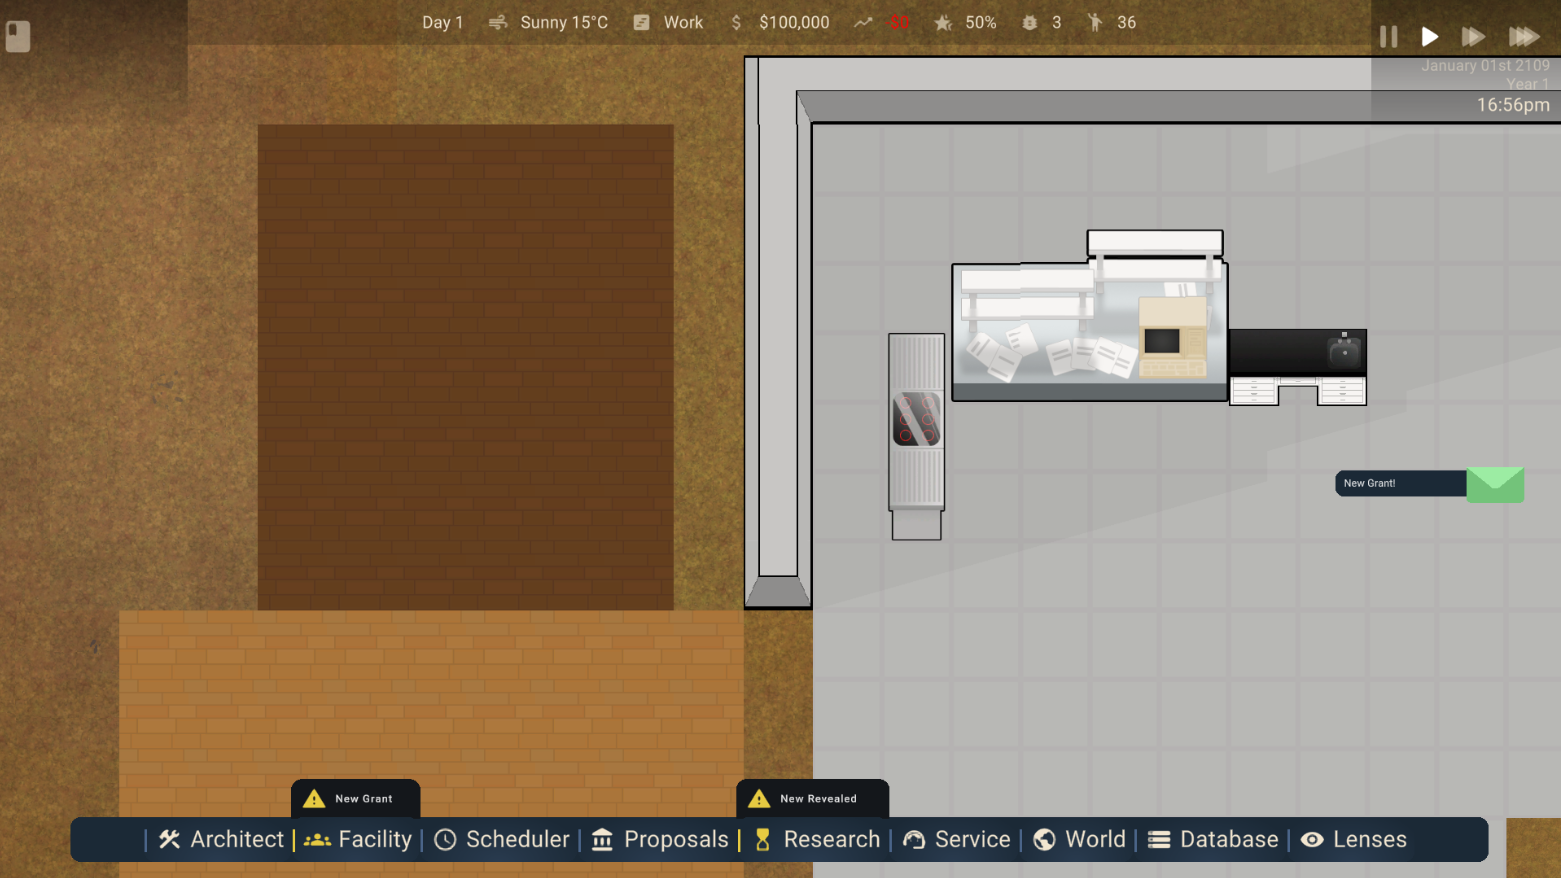 Day 1 Sunny 15°C Work $ $100,000 -$0 50% 3 36
January 01st 2109
Year 1
16:56pm
New Grant!
New Grant New Revealed
Architect Facility Scheduler Proposals Research Service World Database Lenses